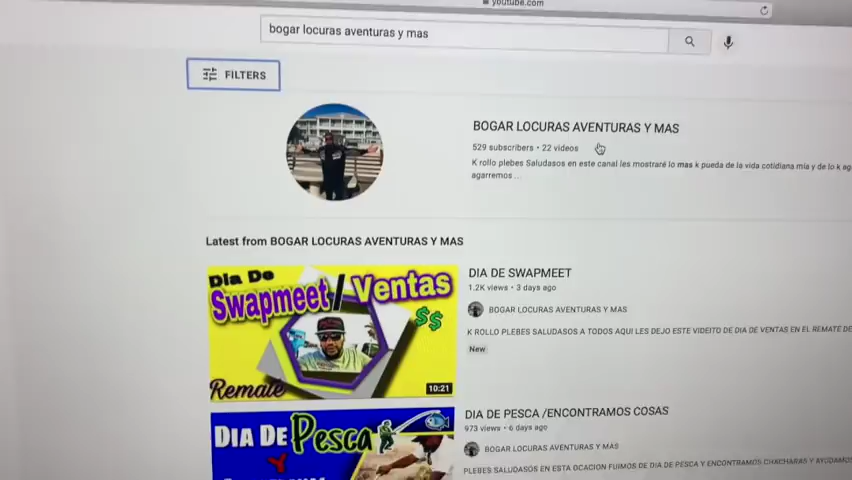 youtube.com
bogar locuras aventuras y mas
FILTERS
BOGAR LOCURAS AVENTURAS Y MAS
529 subscribers • 22 videos
K rollo plebes Saludasos en este canal les mostraré lo mas k pueda de la vida cotidiana mia y de lo k
agarremos ...
Latest from BOGAR LOCURAS AVENTURAS Y MAS
Dia De
Swapmeet/Ventas
$$
Remate
10:21
DIA DE SWAPMEET
1.2K views • 3 days ago
BOGAR LOCURAS AVENTURAS Y MAS
K ROLLO PLEBES SALUDASOS A TODOS AQUI LES DEJO ESTE VIDEITO DE DIA DE VENTAS EN EL REMATE DE
New
DIA DE Pesca
Y
DIA DE PESCA /ENCONTRAMOS COSAS
973 views • 6 days ago
BOGAR LOCURAS AVENTURAS Y MAS
PLEBES SALUDASOS EN ESTA OCACION FUIMOS DE DIA DE PESCA Y ENCONTRAMOS CHACHARAS Y